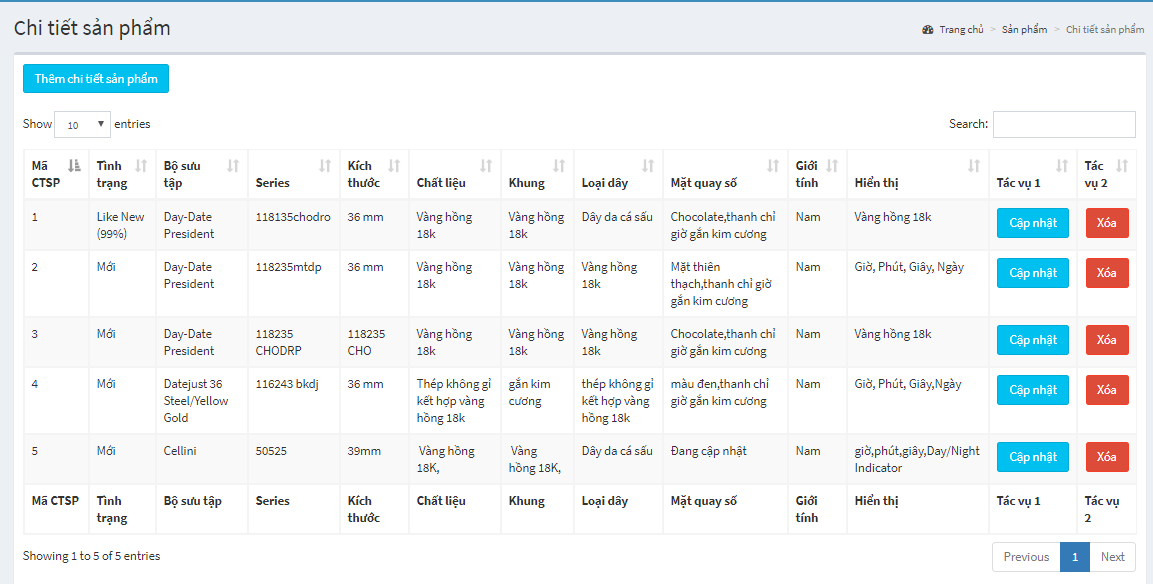 Chi tiết sản phẩm
Trang chủ > Sản phẩm > Chi tiết sản phẩm
Thêm chi tiết sản phẩm
Show 10 entries
Search:
Mã CTSP Tình trạng Bộ sưu tập Series Kích thước Chất liệu Khung Loại dây Mặt quay số Giới tính Hiển thị Tác vụ 1 Tác vụ 2
1 Like New (99%) Day-Date President 118135chodro 36 mm Vàng hồng 18k Vàng hồng 18k Dây da cá sấu Chocolate,thanh chỉ giờ gắn kim cương Nam Vàng hồng 18k Cập nhật Xóa
2 Mới Day-Date President 118235mtdp 36 mm Vàng hồng 18k Vàng hồng 18k Vàng hồng 18k Mặt thiên thạch,thanh chỉ giờ gắn kim cương Nam Giờ, Phút, Giây, Ngày Cập nhật Xóa
3 Mới Day-Date President 118235 CHODRP 118235 CHO Vàng hồng 18k Vàng hồng 18k Vàng hồng 18k Chocolate,thanh chỉ giờ gắn kim cương Nam Vàng hồng 18k Cập nhật Xóa
4 Mới Datejust 36 Steel/Yellow Gold 116243 bkdj 36 mm Thép không gỉ kết hợp vàng hồng 18k gắn kim cương thép không gỉ kết hợp vàng hồng 18k màu đen,thanh chỉ giờ gắn kim cương Nam Giờ, Phút, Giây,Ngày Cập nhật Xóa
5 Mới Cellini 50525 39mm Vàng hồng 18K, Vàng hồng 18K, Dây da cá sấu Đang cập nhật Nam giờ,phút,giây,Day/Night Indicator Cập nhật Xóa
Mã CTSP Tình trạng Bộ sưu tập Series Kích thước Chất liệu Khung Loại dây Mặt quay số Giới tính Hiển thị Tác vụ 1 Tác vụ 2
Showing 1 to 5 of 5 entries
Previous 1 Next